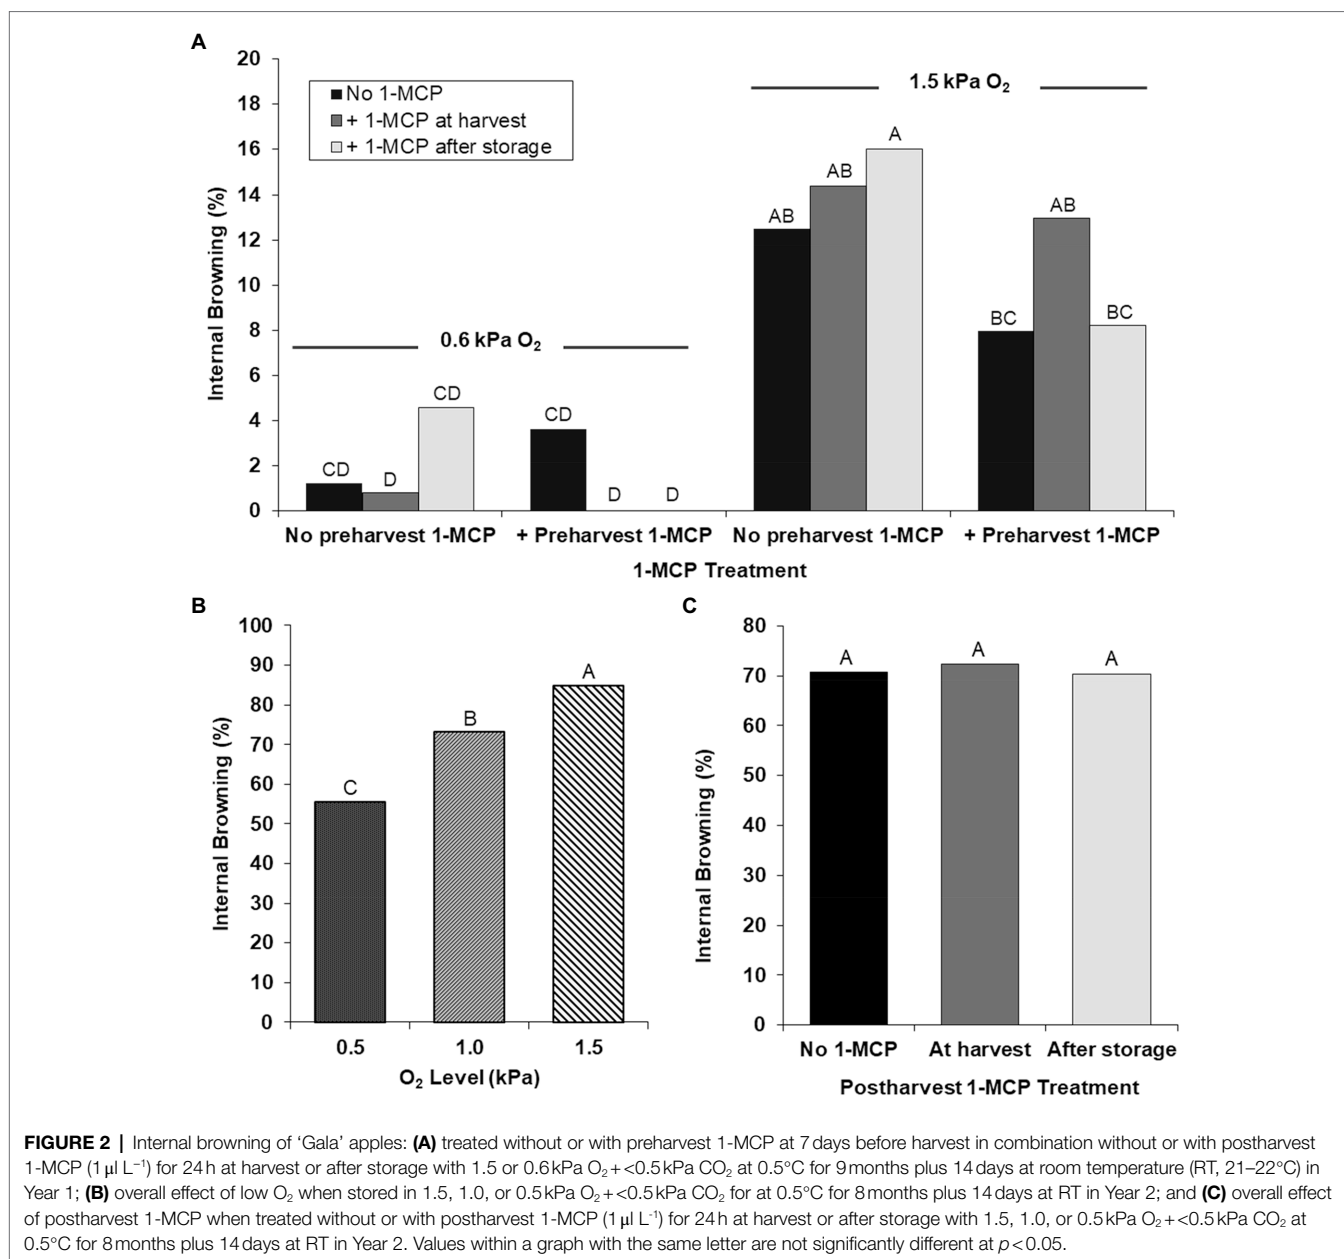 A
20
18
16
14
12
10
8
6
4
2
0
Internal Browning (%)
No 1-MCP
+ 1-MCP at harvest
+ 1-MCP after storage
0.6 kPa O₂
1.5 kPa O₂
CD
D
CD
CD
D
D
AB
AB
A
BC
AB
BC
No preharvest 1-MCP
+ Preharvest 1-MCP
No preharvest 1-MCP
+ Preharvest 1-MCP
1-MCP Treatment
B
100
90
80
70
60
50
40
30
20
10
0
Internal Browning (%)
C
B
A
0.5
1.0
1.5
O₂ Level (kPa)
C
80
70
60
50
40
30
20
10
0
Internal Browning (%)
A
A
A
No 1-MCP
At harvest
After storage
Postharvest 1-MCP Treatment
FIGURE 2 | Internal browning of ‘Gala’ apples: (A) treated without or with preharvest 1-MCP at 7 days before harvest in combination without or with postharvest
1-MCP (1 μl L⁻¹) for 24 h at harvest or after storage with 1.5 or 0.6 kPa O₂ + <0.5 kPa CO₂ at 0.5°C for 9 months plus 14 days at room temperature (RT, 21–22°C) in
Year 1; (B) overall effect of low O₂ when stored in 1.5, 1.0, or 0.5 kPa O₂ + <0.5 kPa CO₂ for at 0.5°C for 8 months plus 14 days at RT in Year 2; and (C) overall effect
of postharvest 1-MCP when treated without or with postharvest 1-MCP (1 μl L⁻¹) for 24 h at harvest or after storage with 1.5, 1.0, or 0.5 kPa O₂ + <0.5 kPa CO₂ at
0.5°C for 8 months plus 14 days at RT in Year 2. Values within a graph with the same letter are not significantly different at p < 0.05.